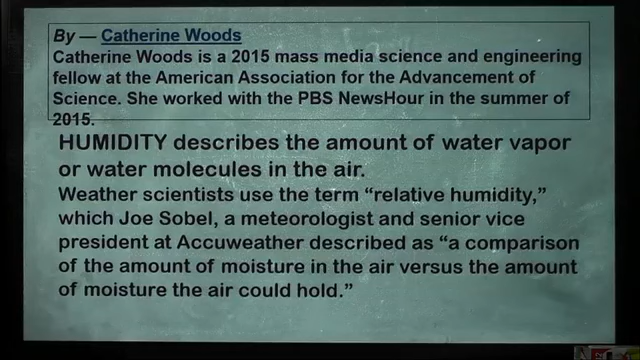 By — Catherine Woods
Catherine Woods is a 2015 mass media science and engineering
fellow at the American Association for the Advancement of
Science. She worked with the PBS NewsHour in the summer of
2015.
HUMIDITY describes the amount of water vapor
or water molecules in the air.
Weather scientists use the term “relative humidity,”
which Joe Sobel, a meteorologist and senior vice
president at Accuweather described as “a comparison
of the amount of moisture in the air versus the amount
of moisture the air could hold.”